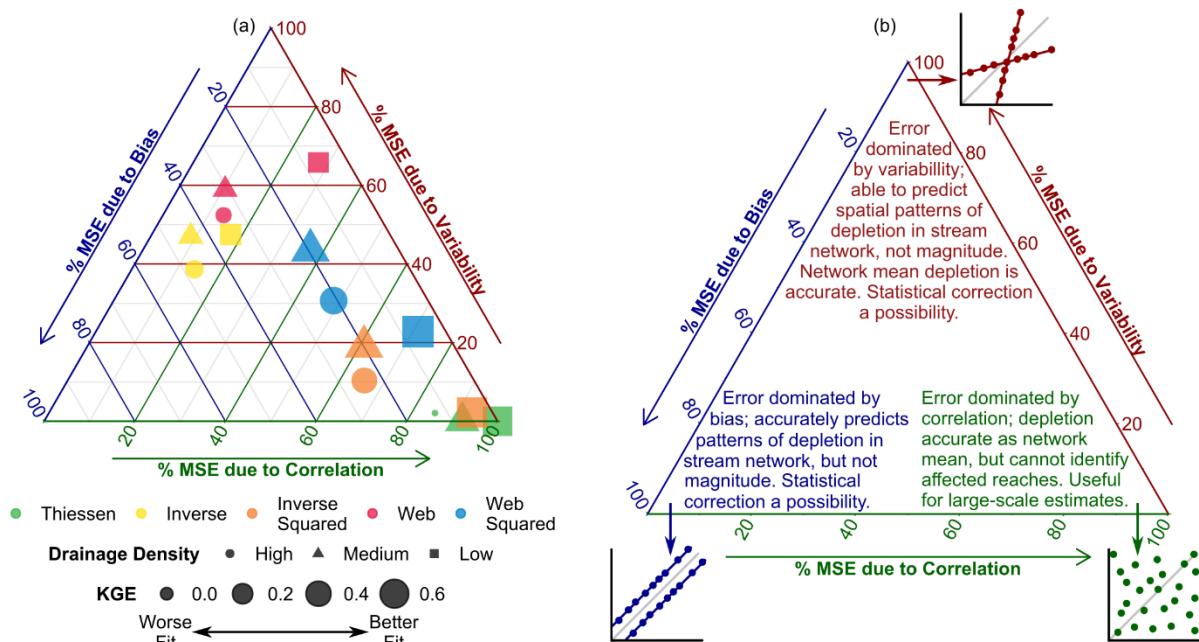 (a)
100
20
80
40
60
60
40
80
20
100
20
40
60
80
100
% MSE due to Bias
% MSE due to Variability
% MSE due to Correlation
Thiessen
Inverse
Inverse
Squared
Web
Web
Squared
Drainage Density
High
Medium
Low
KGE
0.0
0.2
0.4
0.6
Worse
Fit
Better
Fit
(b)
100
20
80
40
60
60
40
80
20
100
20
40
60
80
100
% MSE due to Bias
% MSE due to Variability
Error
dominated
by variabillity;
able to predict
spatial patterns of
depletion in stream
network, not magnitude.
Network mean depletion is
accurate. Statistical correction
a possibility.
Error dominated by
bias; accurately predicts
patterns of depletion in
stream network, but not
magnitude. Statistical
correction a possibility.
Error dominated by
correlation; depletion
accurate as network
mean, but cannot identify
affected reaches. Useful
for large-scale estimates.
% MSE due to Correlation